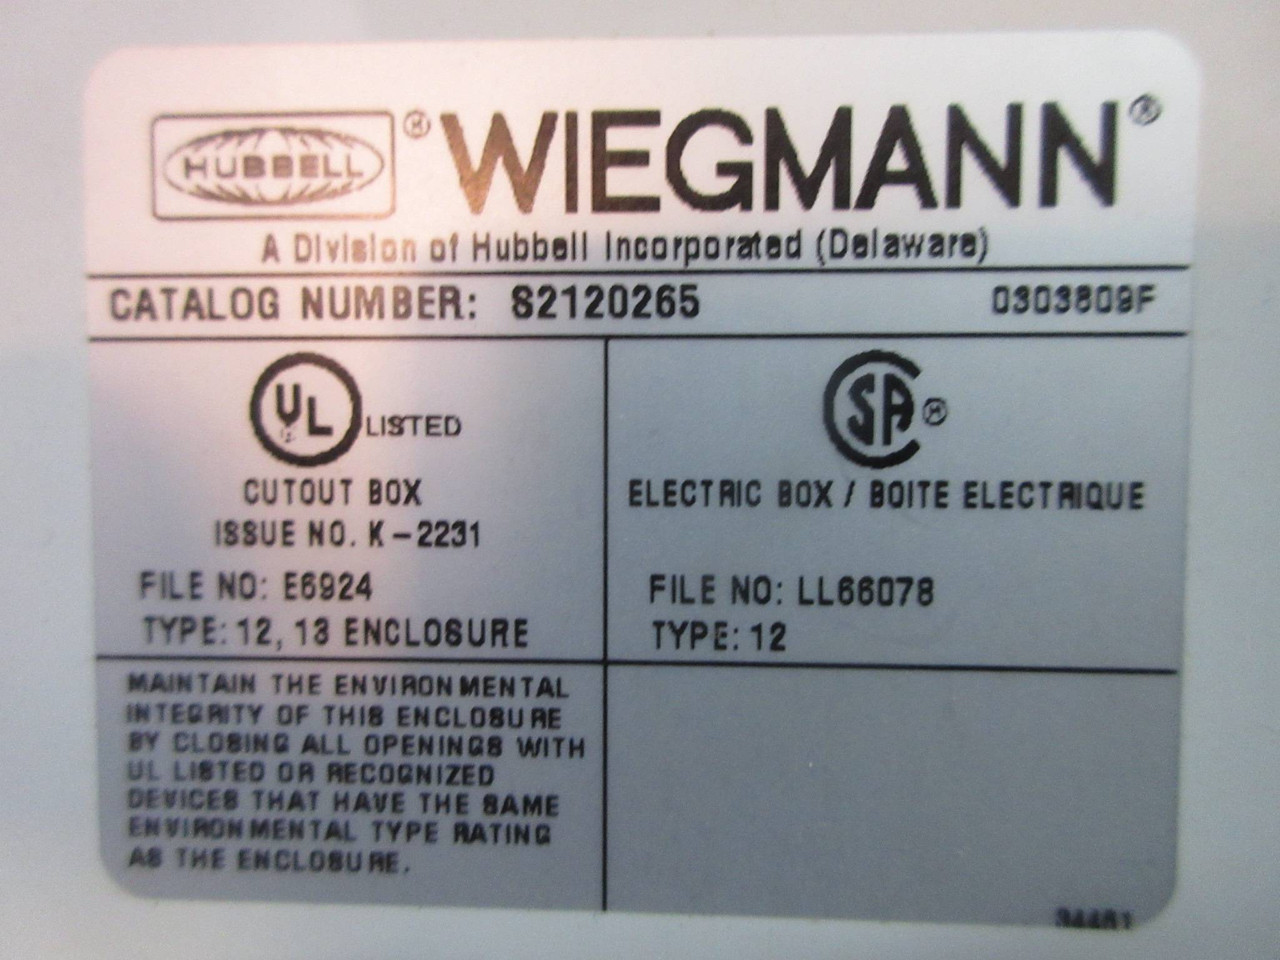 HUBBELL ® WIEGMANN ®
A Division of Hubbell Incorporated (Delaware)
CATALOG NUMBER: S2120265 0303809F
UL LISTED
CUTOUT BOX
ISSUE NO. K-2231
FILE NO: E6924
TYPE: 12, 13 ENCLOSURE
SA ®
ELECTRIC BOX / BOITE ELECTRIQUE
FILE NO: LL66078
TYPE: 12
MAINTAIN THE ENVIRONMENTAL
INTEGRITY OF THIS ENCLOSURE
BY CLOSING ALL OPENINGS WITH
UL LISTED OR RECOGNIZED
DEVICES THAT HAVE THE SAME
ENVIRONMENTAL TYPE RATING
AS THE ENCLOSURE.